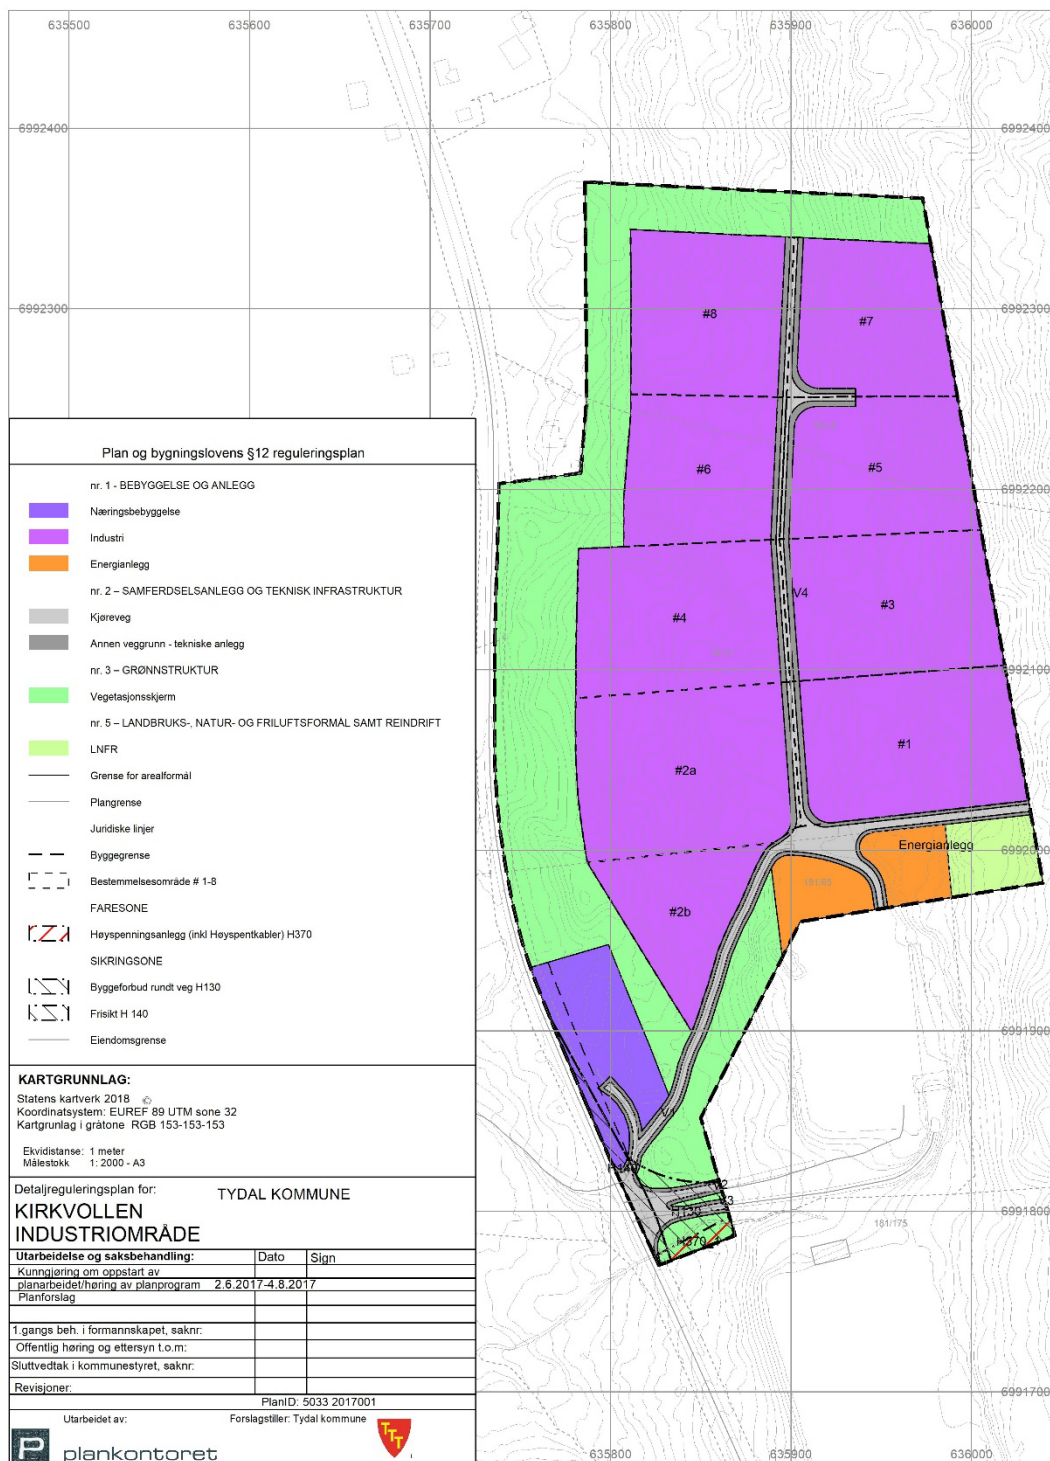 635500 635600 635700 635800 635900 636000
6992400 6992400
6992300 6992300
#8
#7
6992200
#6
#5
V4
#4
#3
6992100
#2a
#1
6992000
Energianlegg
181/65
#2b
6991900
V1
H140
V2
V3
H130
6991800
181/175
H370
6991700
Plan og bygningslovens §12 reguleringsplan
nr. 1 - BEBYGGELSE OG ANLEGG
Næringsbebyggelse
Industri
Energianlegg
nr. 2 – SAMFERDSELSANLEGG OG TEKNISK INFRASTRUKTUR
Kjøreveg
Annen veggrunn - tekniske anlegg
nr. 3 – GRØNNSTRUKTUR
Vegetasjonsskjerm
nr. 5 – LANDBRUKS-, NATUR- OG FRILUFTSFORMAL SAMT REINDRIFT
LNFR
Grense for arealformål
Plangrense
Juridiske linjer
Byggegrense
Bestemmelsesområde # 1-8
FARESONE
Høyspenningsanlegg (inkl Høyspentkabler) H370
SIKRINGSONE
Byggeforbud rundt veg H130
Frisikt H 140
Eiendomsgrense
KARTGRUNNLAG:
Statens kartverk 2018 ©
Koordinatsystem: EUREF 89 UTM sone 32
Kartgrunlag i gråtone RGB 153-153-153
Ekvidistanse: 1 meter
Målestokk 1: 2000 - A3
Detaljreguleringsplan for: TYDAL KOMMUNE
KIRKVOLLEN
INDUSTRIOMRÅDE
Utarbeidelse og saksbehandling: Dato Sign
Kunngjøring om oppstart av
planarbeidet/høring av planprogram 2.6.2017-4.8.2017
Planforslag
1.gangs beh. i formannskapet, saknr:
Offentlig høring og ettersyn t.o.m:
Sluttvedtak i kommunestyret, saknr:
Revisjoner:
PlanID: 5033 2017001
Utarbeidet av: Forslagstiller: Tydal kommune
P plankontoret
TTT
635800 635900 636000